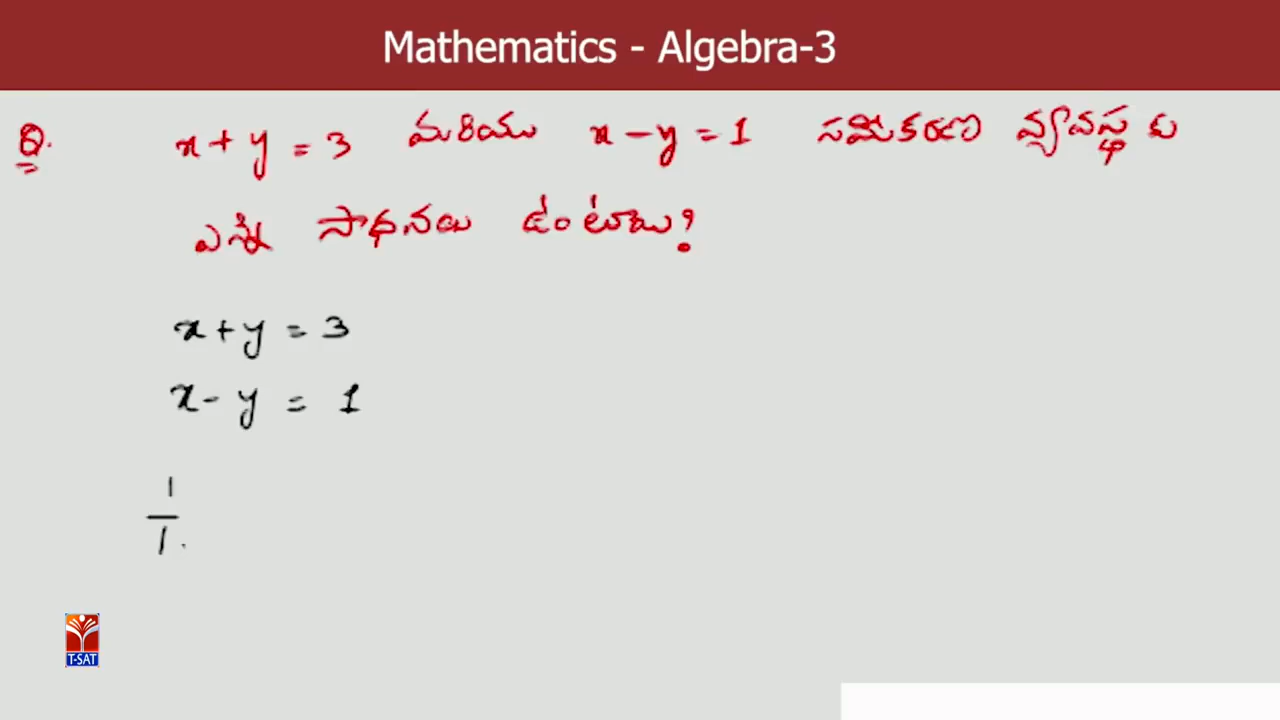 Mathematics - Algebra-3
Q. x + y = 3 మరియు x - y = 1 సమీకరణ వ్యవస్థ కు
ఎన్ని సాధనలు ఉంటాయి?
x + y = 3
x - y = 1
1
1
T-SAT